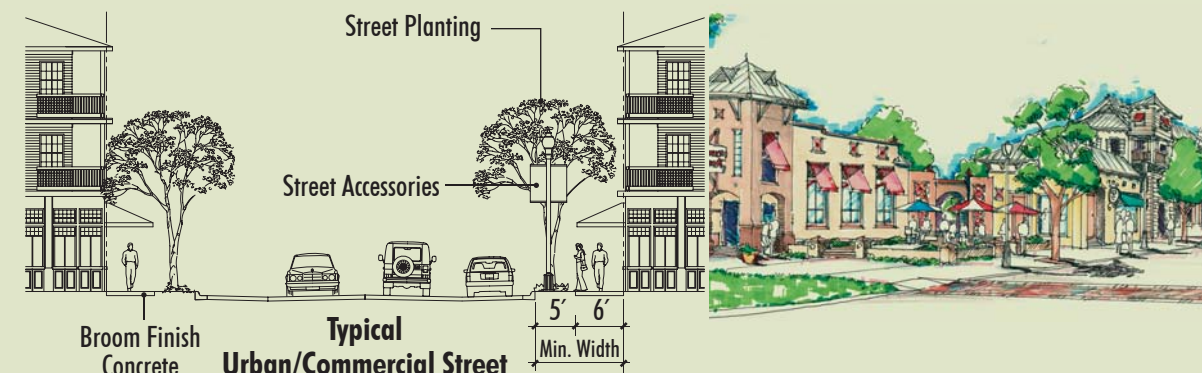 Street Planting
Street Accessories
5′ 6′
Min. Width
Broom Finish
Concrete
Typical
Urban/Commercial Street